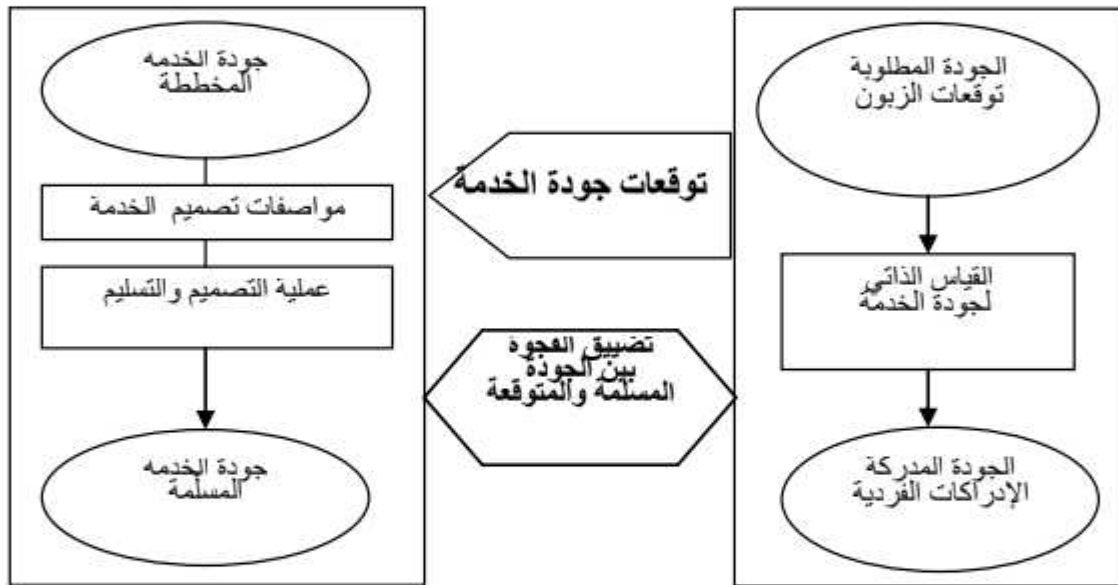 الجودة المطلوبة
توقعات الزبون
القياس الذاتي
لجودة الخدمة
الجودة المدركة
الإدراكات الفردية
توقعات جودة الخدمة
تضييق الفجوة
بين الجودة
المسلمة والمتوقعة
جودة الخدمه
المخططة
مواصفات تصميم الخدمة
عملية التصميم والتسليم
جودة الخدمه
المسلمة